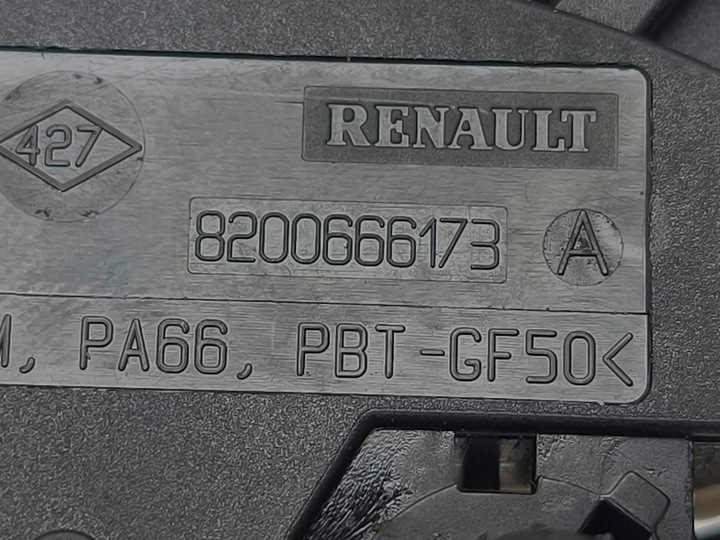 427
RENAULT
8200666173 A
M, PA66, PBT-GF50<